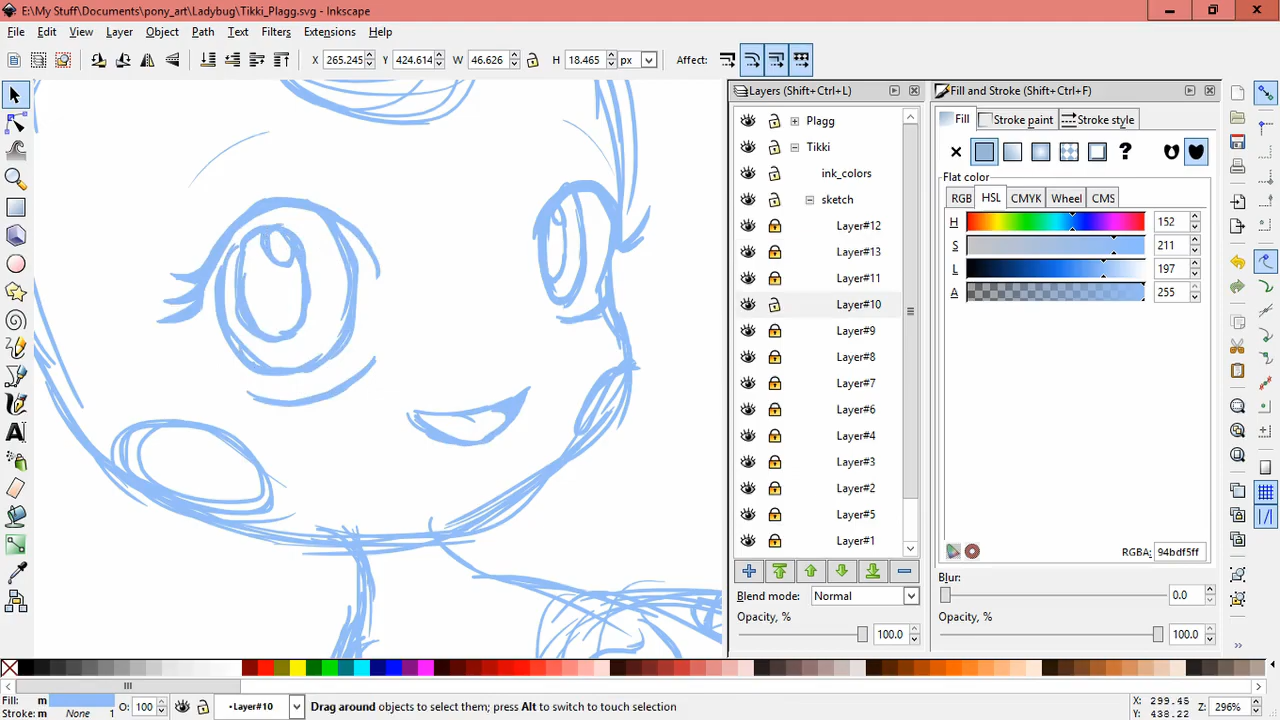 E:\My Stuff\Documents\pony_art\Ladybug\Tikki_Plagg.svg - Inkscape
File Edit View Layer Object Path Filters Text Extensions Help
X 265.245 Y 424.614 W 46.626 H 18.465 px Affect:
Layers (Shift+Ctrl+L) Fill and Stroke (Shift+Ctrl+F)
Plagg
Tikki
ink_colors
sketch
Layer#12
Layer#13
Layer#11
Layer#10
Layer#9
Layer#8
Layer#7
Layer#6
Layer#4
Layer#3
Layer#2
Layer#5
Layer#1
Blend mode: Normal
Opacity, % 100.0
Fill Stroke paint Stroke style
?
Flat color
RGB HSL CMYK Wheel CMS
H 152
S 211
L 197
A 255
RGBA: 94bdf5ff
Blur:
0.0
Opacity, %
100.0
Fill: m
Stroke: m None 1
O: 100
•Layer#10
Drag around objects to select them; press Alt to switch to touch selection
X: 299.45
Y: 438.22
Z: 296%